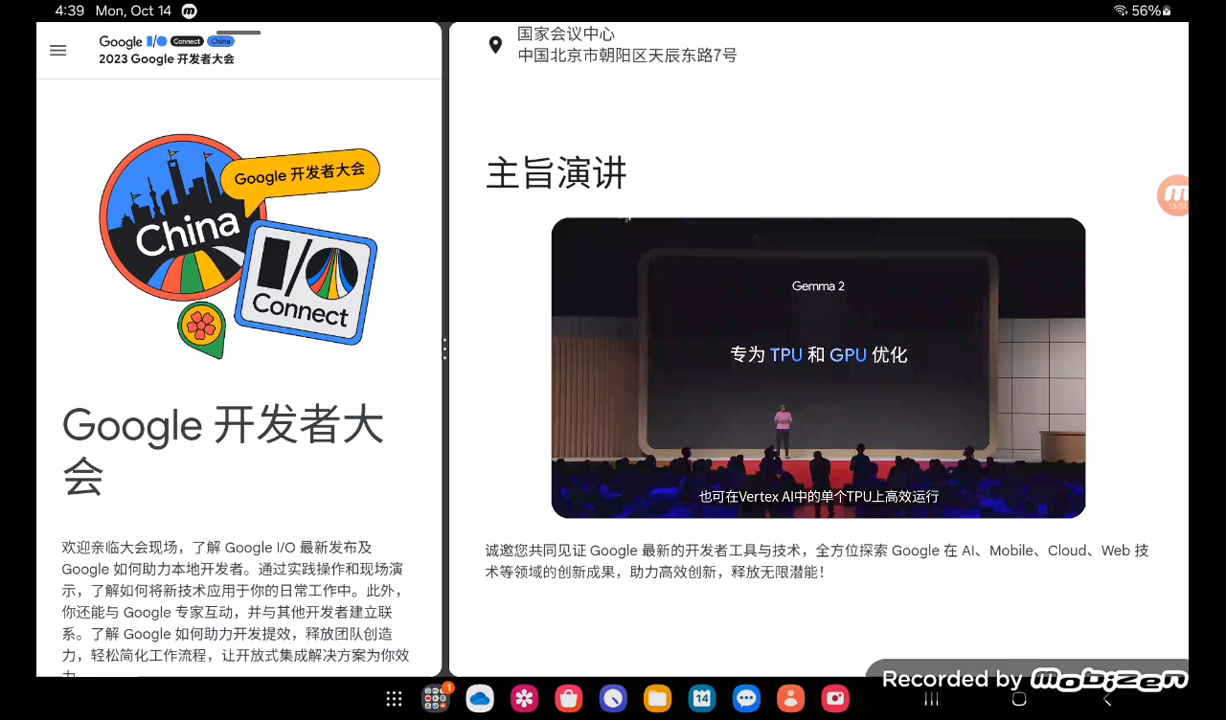 4:39 Mon, Oct 14
56%
Google I/O Connect China
2023 Google 开发者大会
Google 开发者大会
China
I/O
Connect
Google 开发者大
会
欢迎亲临大会现场，了解 Google I/O 最新发布及
Google 如何助力本地开发者。通过实践操作和现场演
示，了解如何将新技术应用于你的日常工作中。此外，
你还能与 Google 专家互动，并与其他开发者建立联
系。了解 Google 如何助力开发提效，释放团队创造
力，轻松简化工作流程，让开放式集成解决方案为你效
力。
国家会议中心
中国北京市朝阳区天辰东路7号
主旨演讲
Gemma 2
专为 TPU 和 GPU 优化
也可在Vertex AI中的单个TPU上高效运行
诚邀您共同见证 Google 最新的开发者工具与技术，全方位探索 Google 在 AI、Mobile、Cloud、Web 技
术等领域的创新成果，助力高效创新，释放无限潜能！
15:32
Recorded by mobizen
1
14